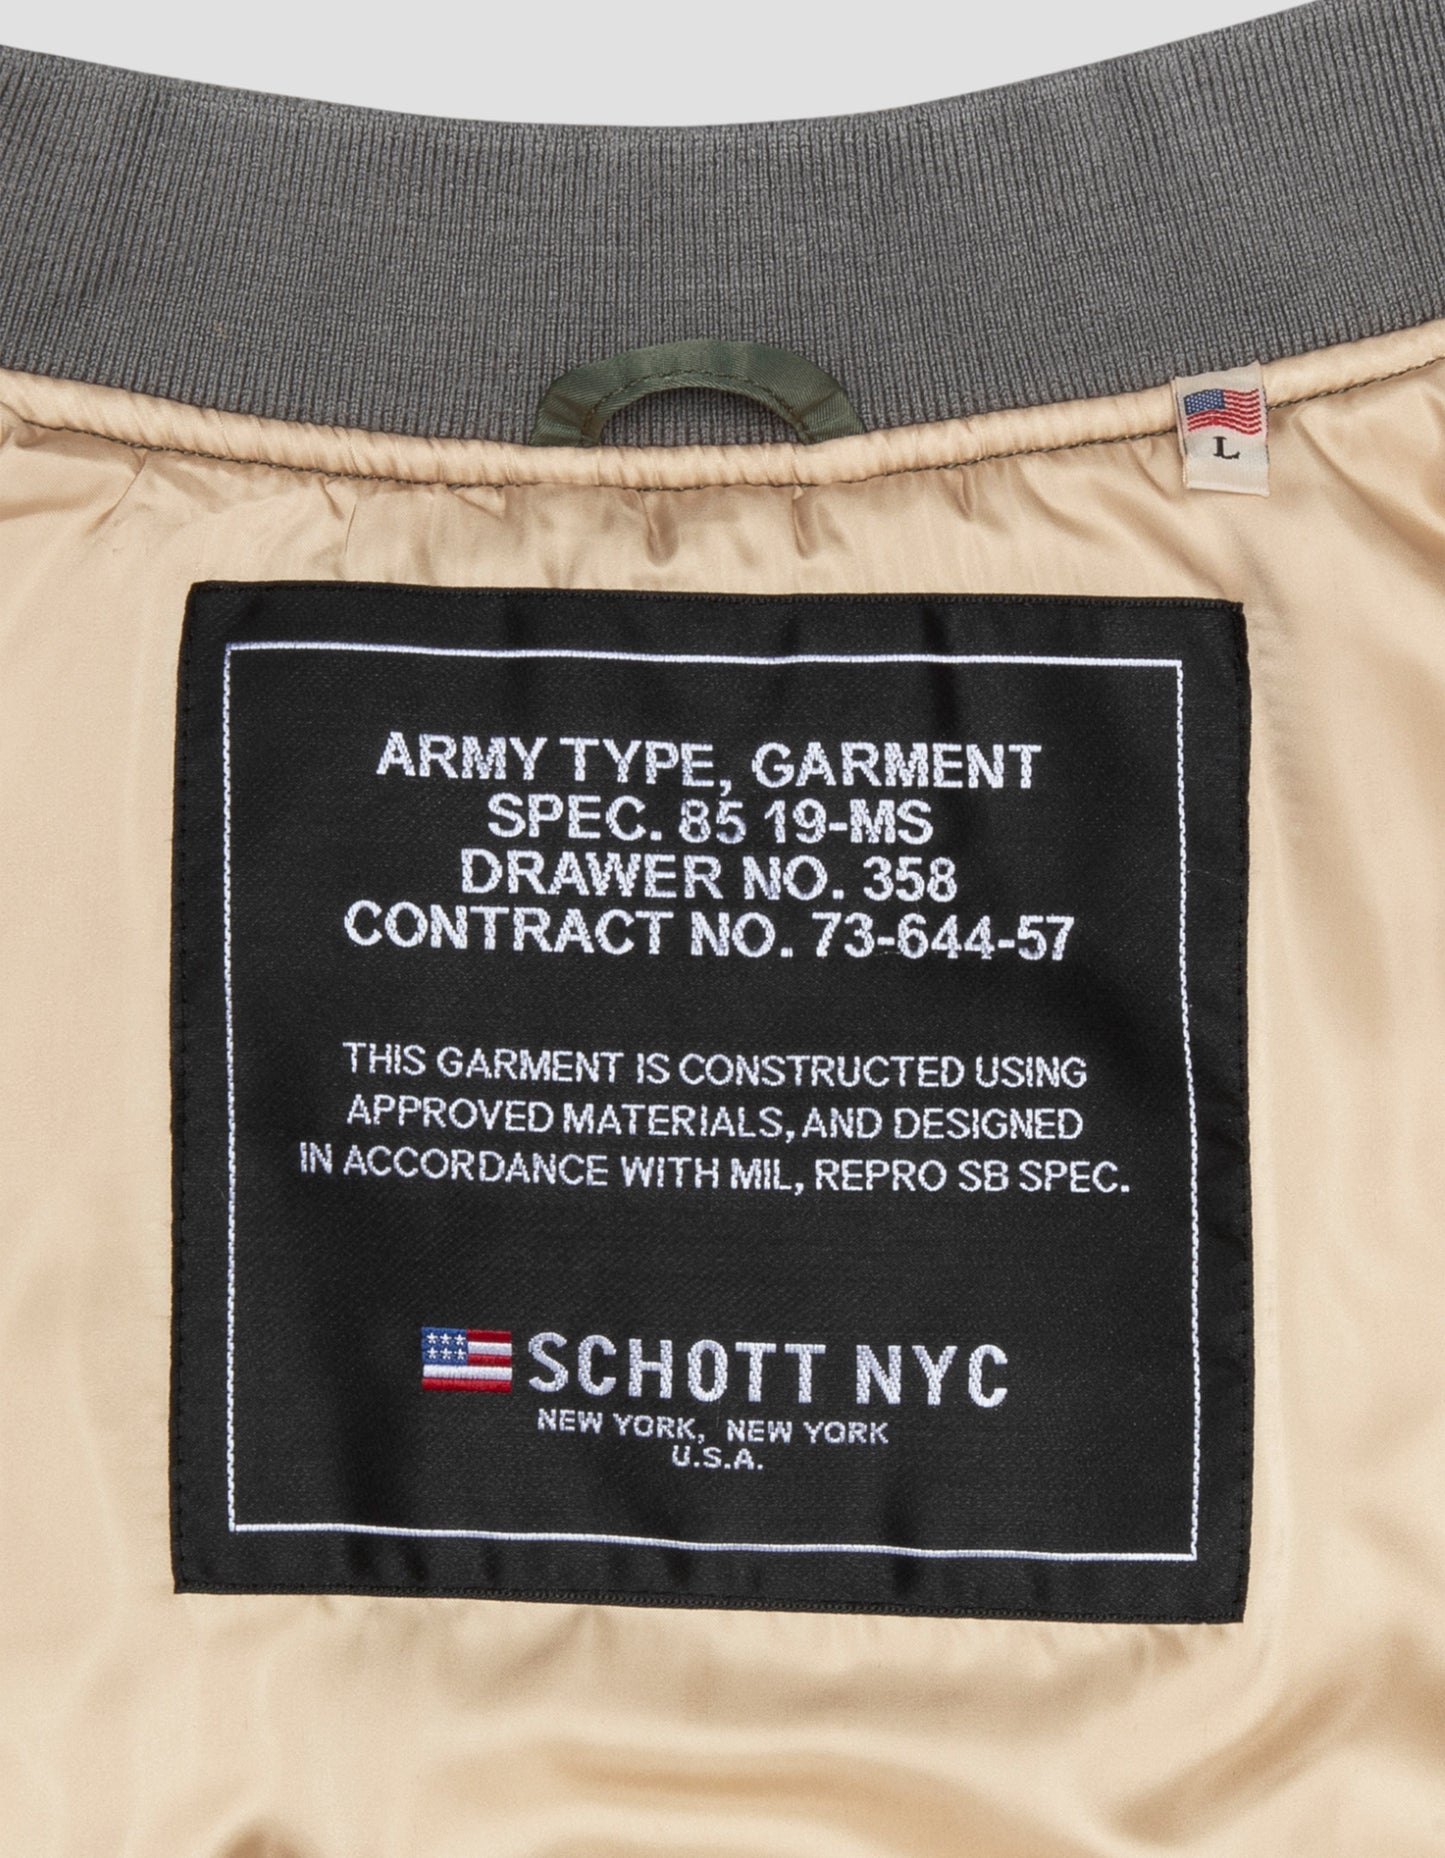 L
ARMY TYPE, GARMENT
SPEC. 85 19-MS
DRAWER NO. 358
CONTRACT NO. 73-644-57
THIS GARMENT IS CONSTRUCTED USING
APPROVED MATERIALS, AND DESIGNED
IN ACCORDANCE WITH MIL, REPRO SB SPEC.
SCHOTT NYC
NEW YORK, NEW YORK
U.S.A.